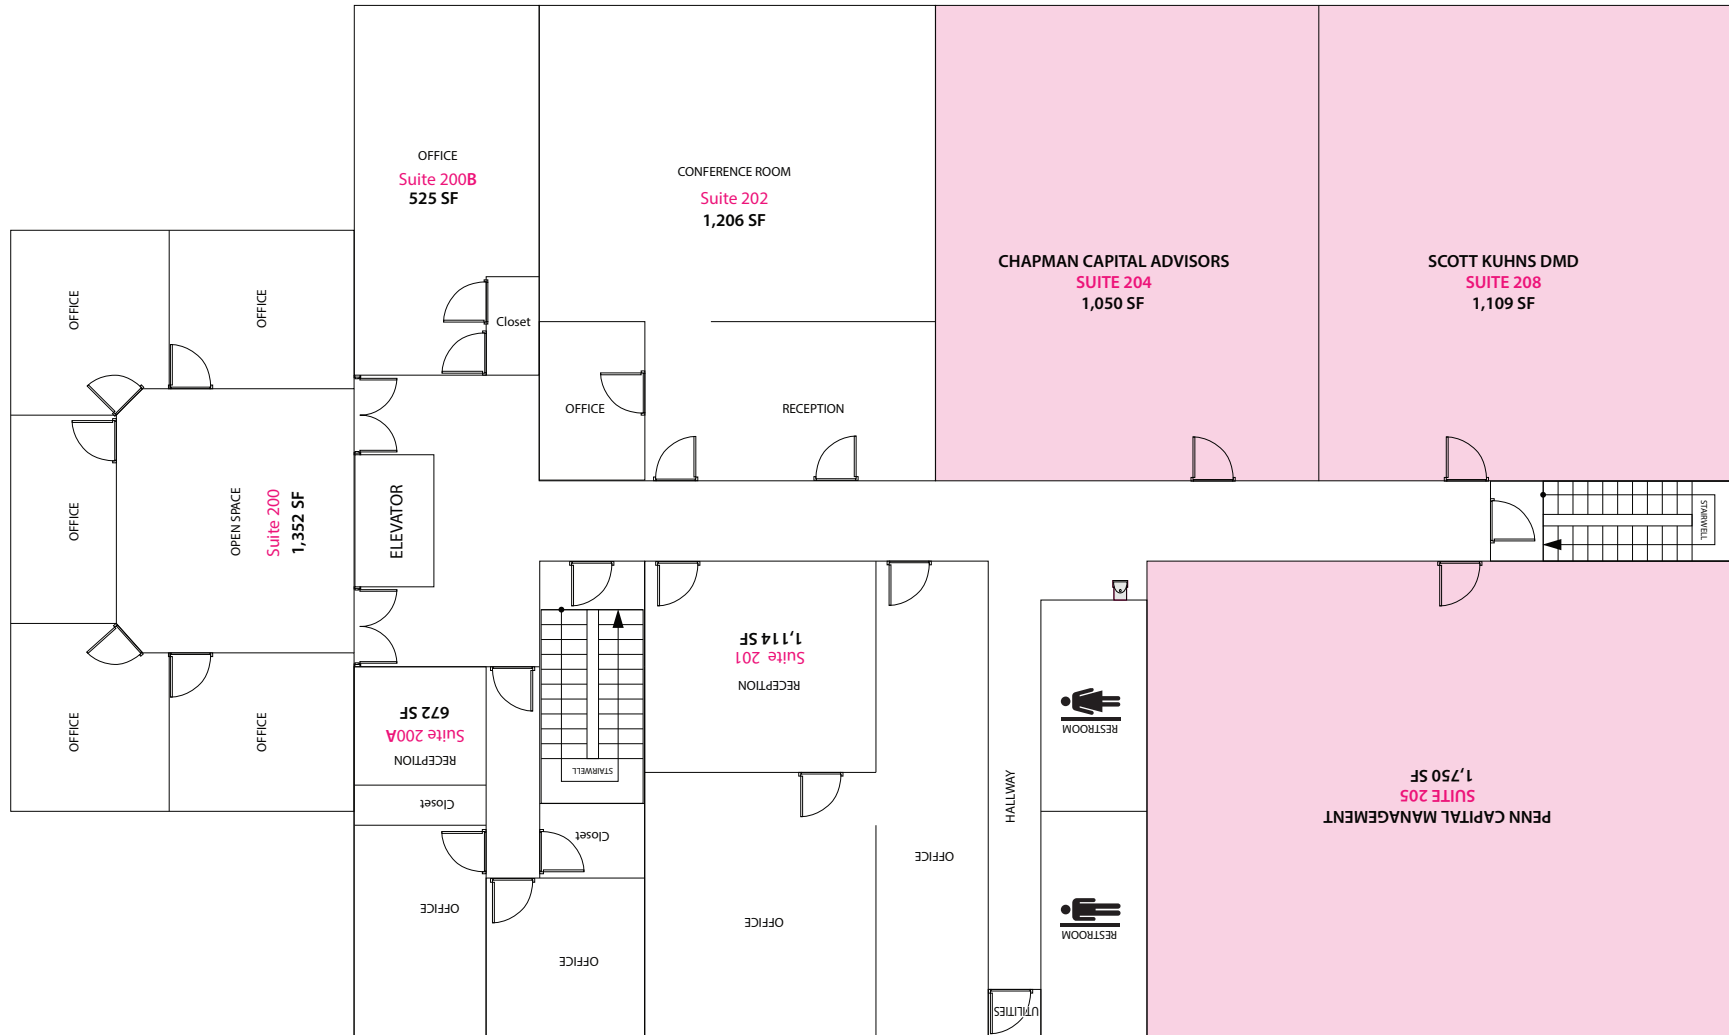 OFFICE
Suite 200B
525 SF
Closet
CONFERENCE ROOM
Suite 202
1,206 SF
OFFICE
RECEPTION
CHAPMAN CAPITAL ADVISORS
SUITE 204
1,050 SF
SCOTT KUHNS DMD
SUITE 208
1,109 SF
STAIRWELL
OFFICE
OFFICE
OFFICE
OPEN SPACE
Suite 200
1,352 SF
ELEVATOR
OFFICE
OFFICE
RECEPTION
Suite 200A
672 SF
Closet
OFFICE
STAIRWELL
Closet
OFFICE
RECEPTION
Suite 201
1,114 SF
OFFICE
OFFICE
HALLWAY
UTILITIES
RESTROOM
RESTROOM
PENN CAPITAL MANAGEMENT
SUITE 205
1,750 SF